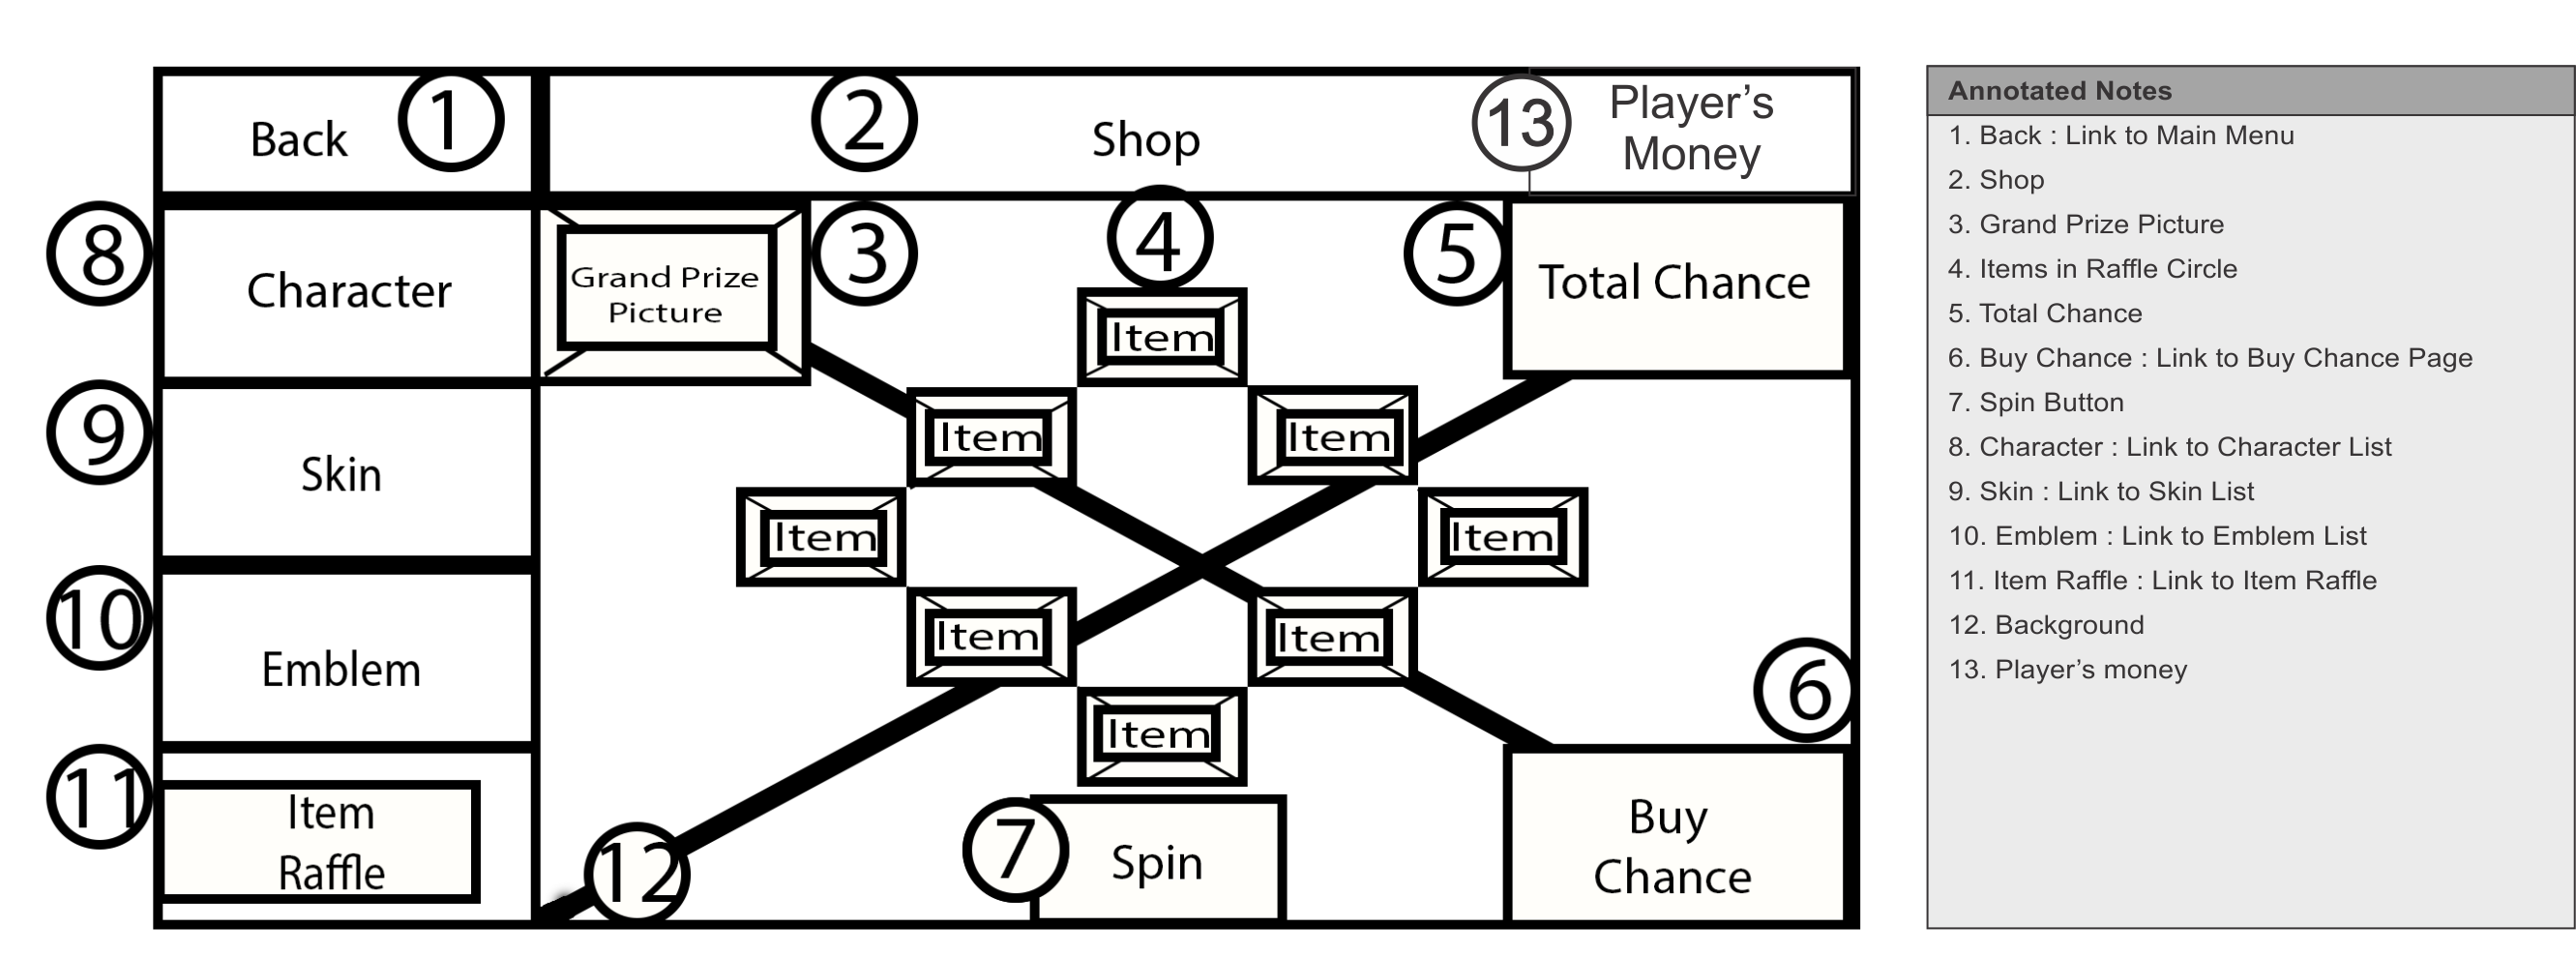 Back
1
2
Shop
13
Player’s
Money
8
Character
Grand Prize
Picture
3
4
5
Total Chance
Item
Item
Item
9
Skin
Item
Item
10
Emblem
Item
Item
6
Item
11
Item
Raffle
12
7
Spin
Buy
Chance
Annotated Notes
1. Back : Link to Main Menu
2. Shop
3. Grand Prize Picture
4. Items in Raffle Circle
5. Total Chance
6. Buy Chance : Link to Buy Chance Page
7. Spin Button
8. Character : Link to Character List
9. Skin : Link to Skin List
10. Emblem : Link to Emblem List
11. Item Raffle : Link to Item Raffle
12. Background
13. Player’s money